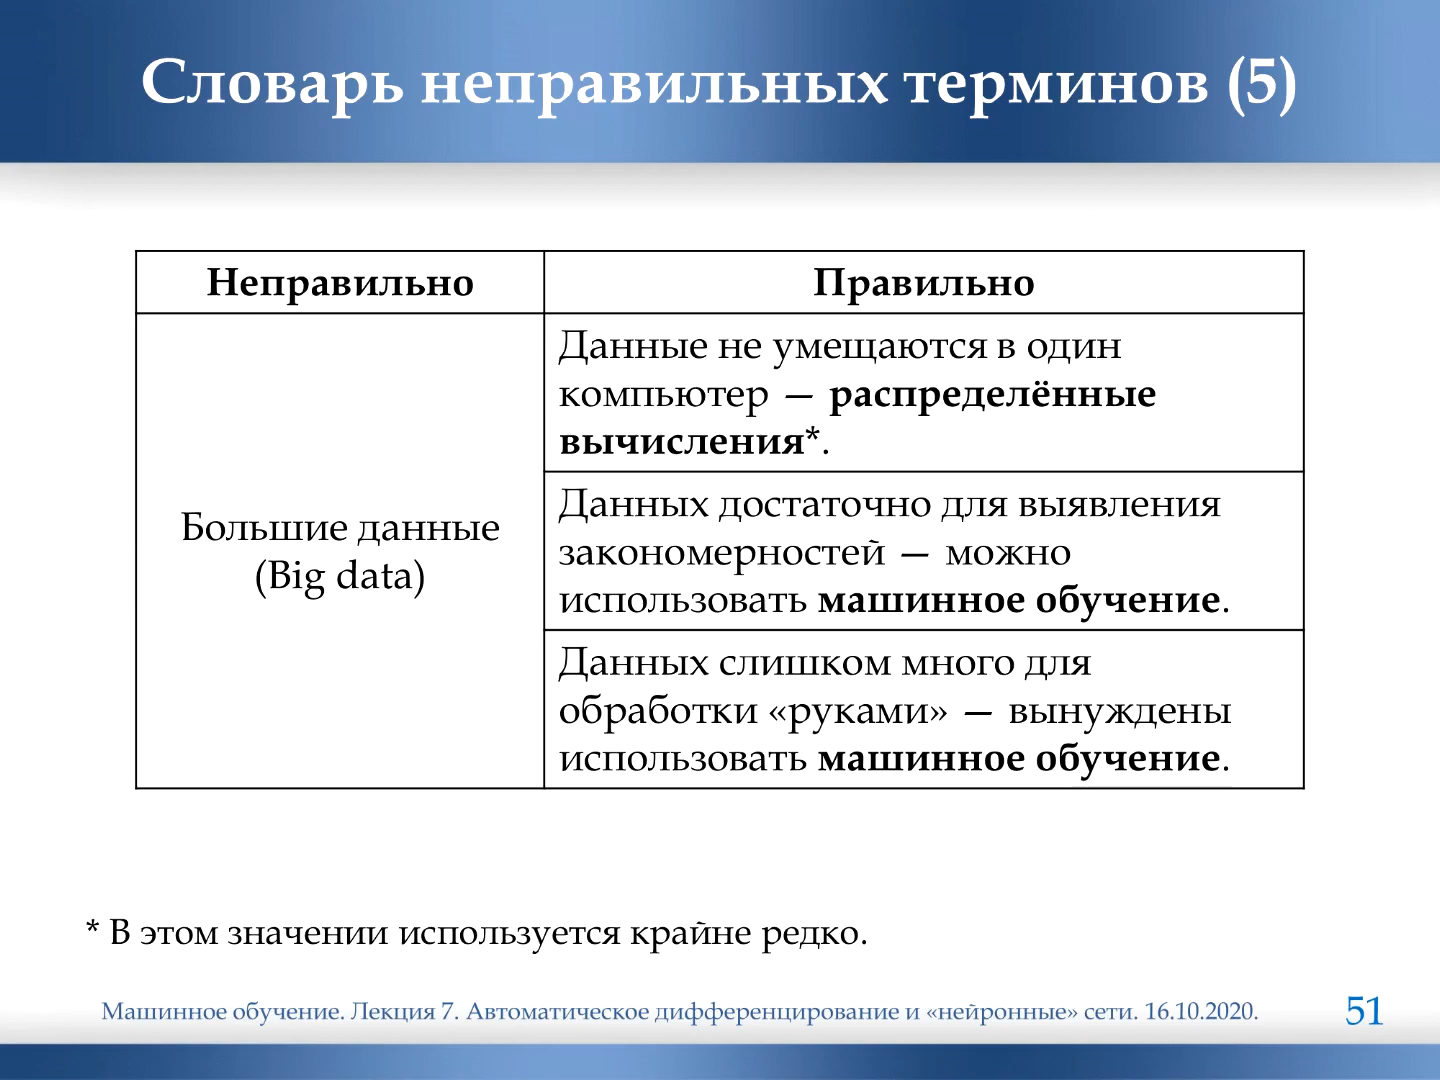 Словарь неправильных терминов (5)
Неправильно
Правильно
Большие данные
(Big data)
Данные не умещаются в один
компьютер — распределённые
вычисления*.
Данных достаточно для выявления
закономерностей — можно
использовать машинное обучение.
Данных слишком много для
обработки «руками» — вынуждены
использовать машинное обучение.
* В этом значении используется крайне редко.
Машинное обучение. Лекция 7. Автоматическое дифференцирование и «нейронные» сети. 16.10.2020.
51